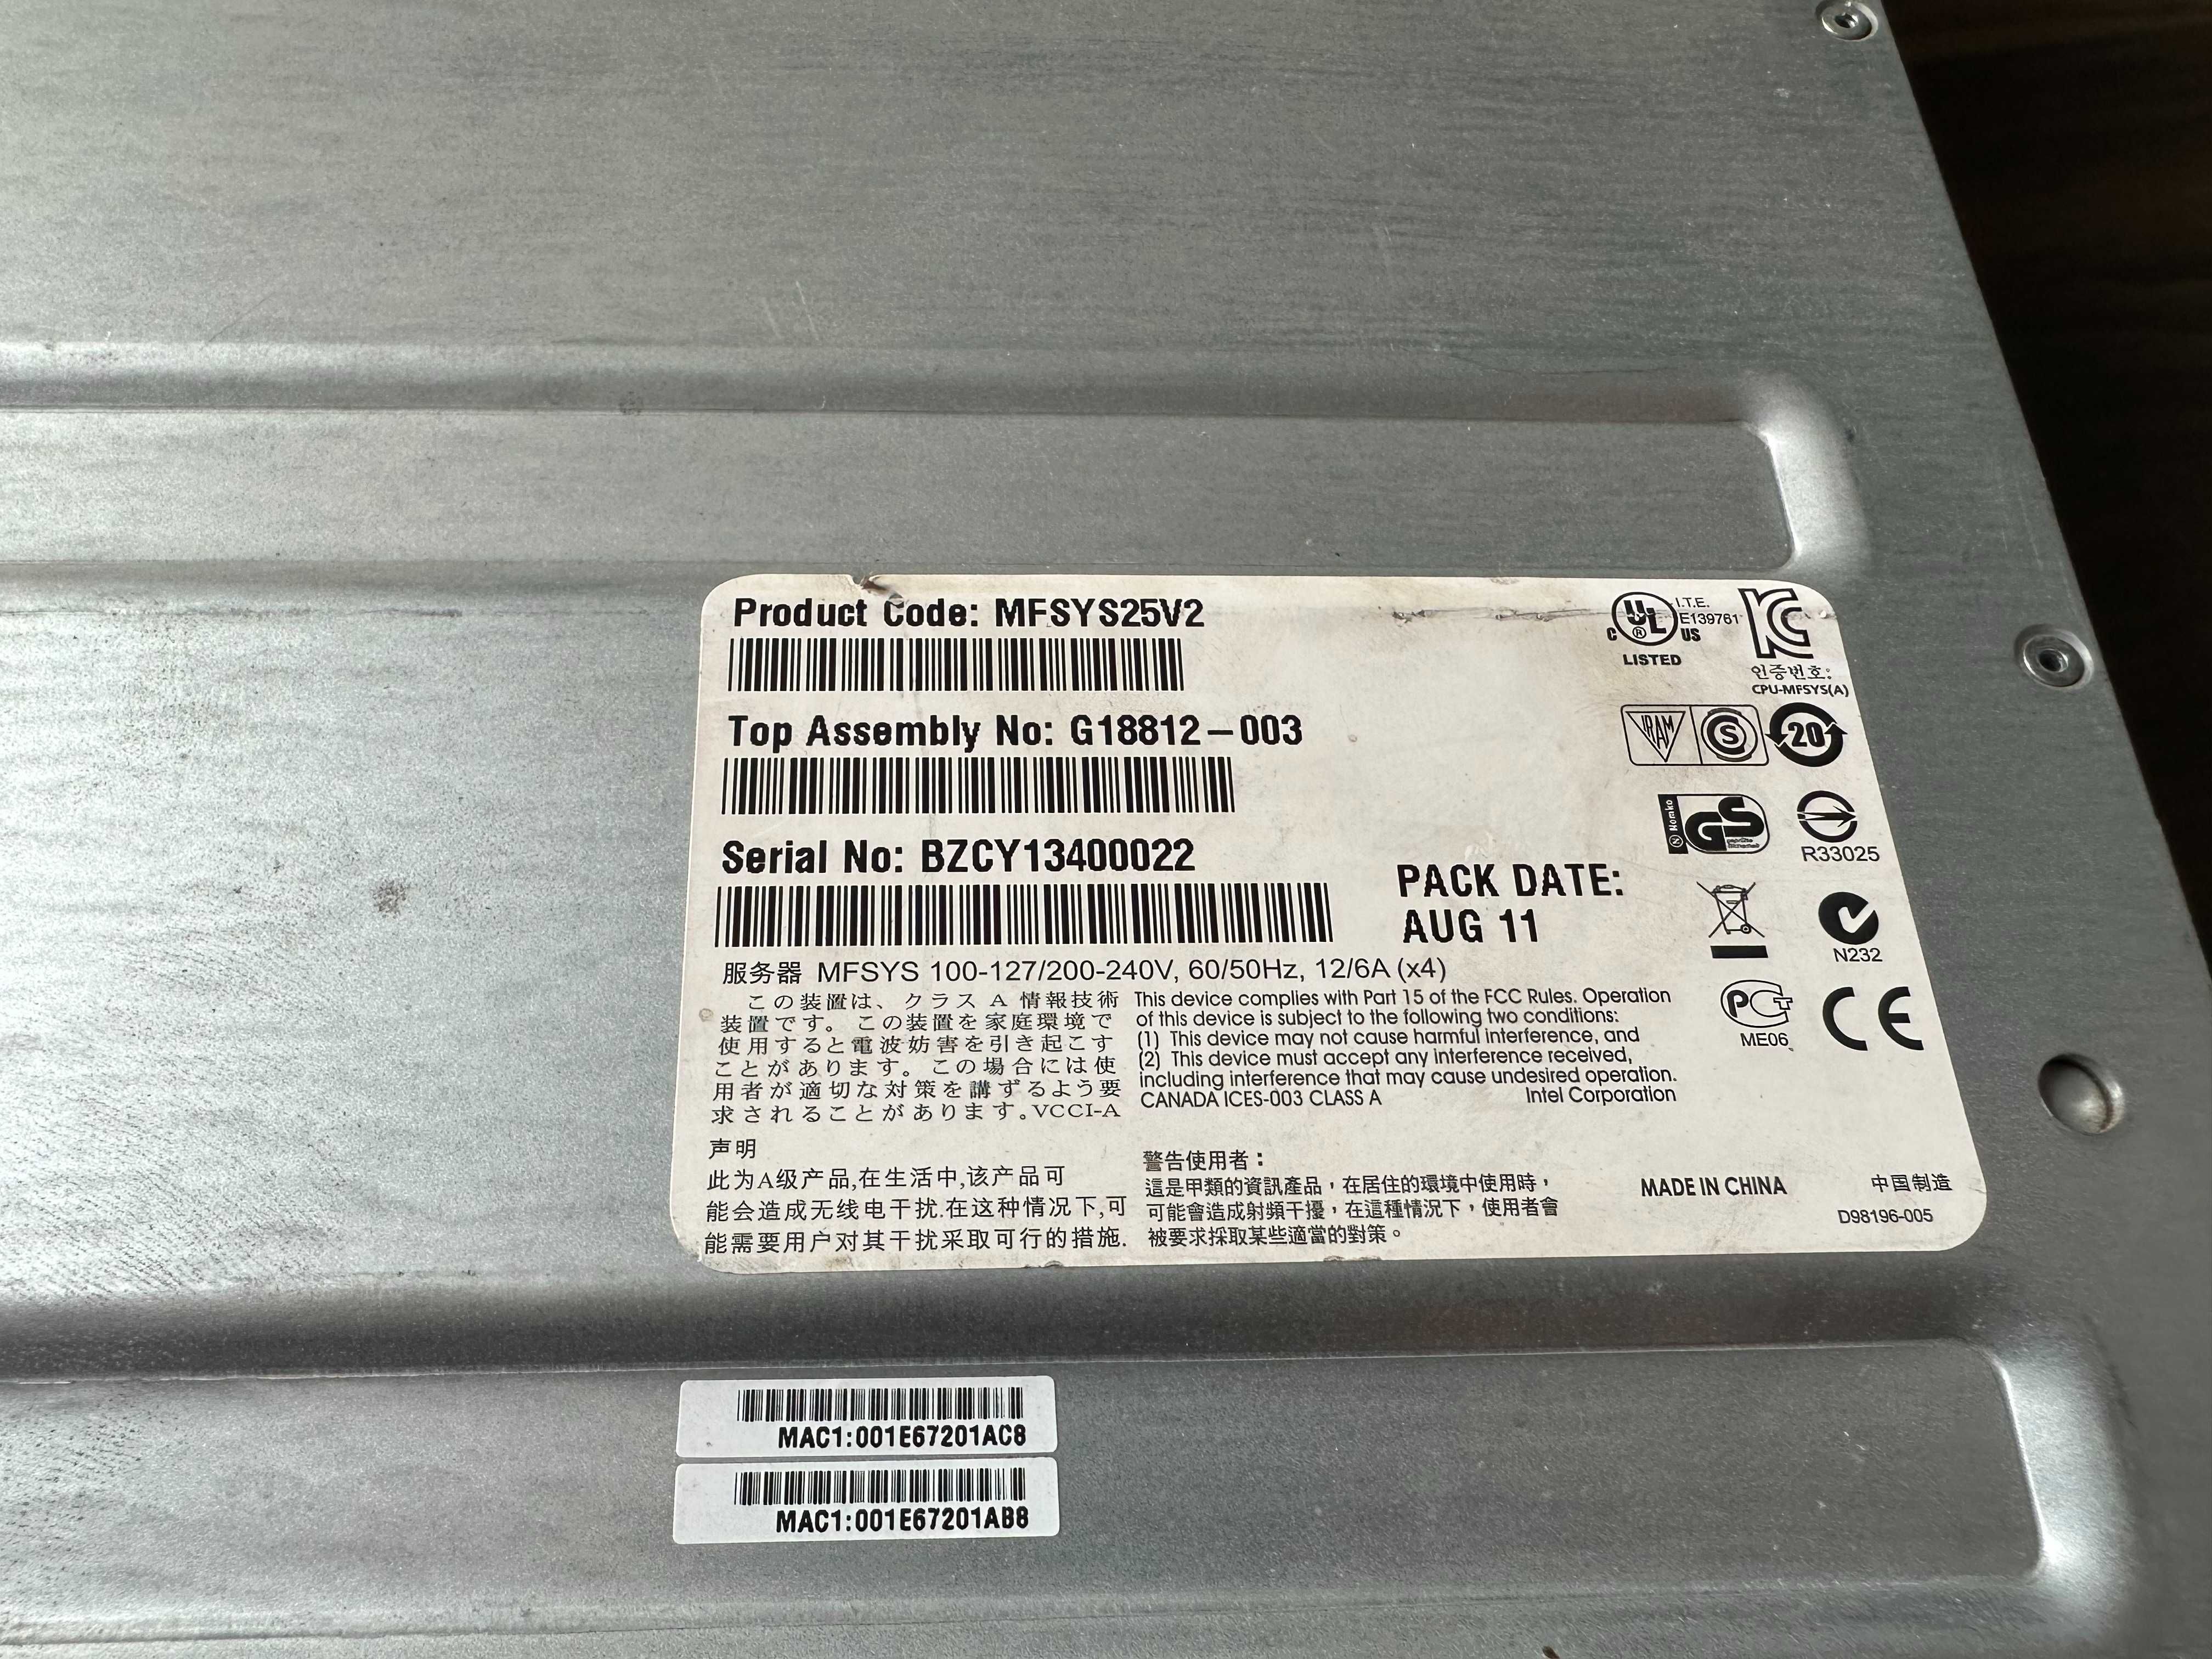 Product Code: MFSYS25V2
Top Assembly No: G18812-003
Serial No: BZCY13400022
PACK DATE:
AUG 11
服务器 MFSYS 100-127/200-240V, 60/50Hz, 12/6A (x4)
この装置は、クラス A 情報技術
装置です。この装置を家庭環境で
使用すると電波妨害を引き起こす
ことがあります。この場合には使
用者が適切な対策を講ずるよう要
求されることがあります。VCCI-A
This device complies with Part 15 of the FCC Rules. Operation
of this device is subject to the following two conditions:
(1) This device may not cause harmful interference, and
(2) This device must accept any interference received,
including interference that may cause undesired operation.
CANADA ICES-003 CLASS A Intel Corporation
声明
此为A级产品,在生活中,该产品可
能会造成无线电干扰.在这种情况下,可
能需要用户对其干扰采取可行的措施.
警告使用者：
這是甲類的資訊產品，在居住的環境中使用時，
可能會造成射頻干擾，在這種情況下，使用者會
被要求採取某些適當的對策。
C UL ® US
I.T.E.
E139761
LISTED
인증번호:
CPU-MFSYS(A)
IRAM
S
20
N Nemko
GS
R33025
N232
PCT
ME06
CE
MADE IN CHINA 中国制造
D98196-005
MAC1:001E67201AC8
MAC1:001E67201AB8